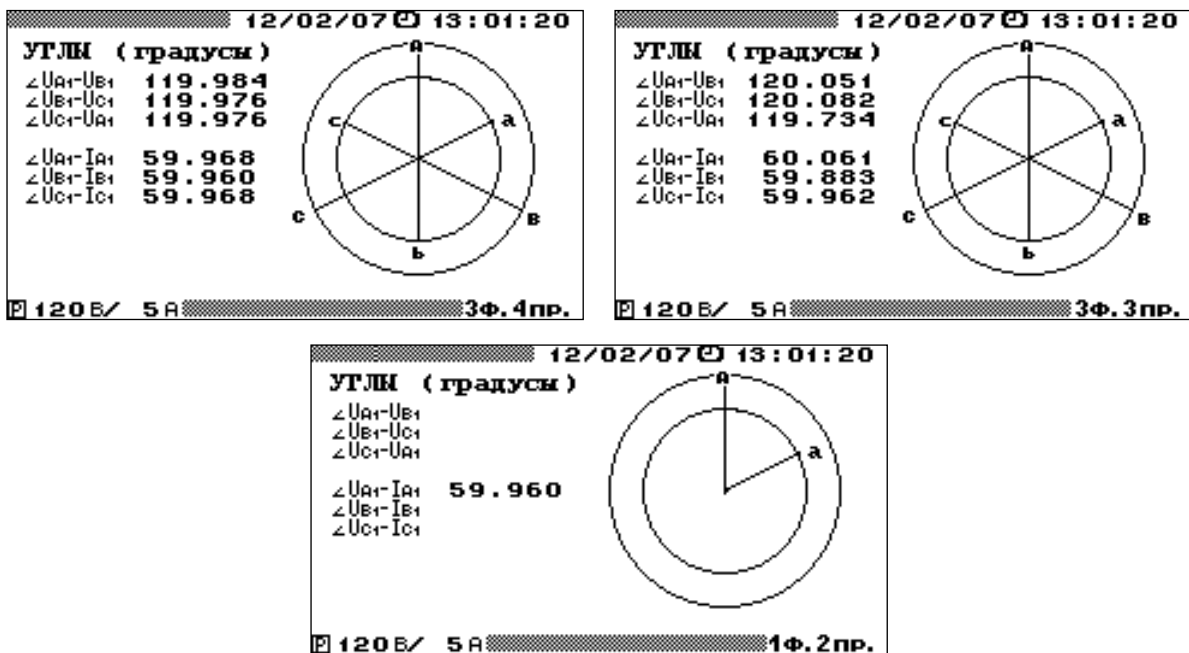 12/02/07 13:01:20
УГЛЫ (градусы)
∠UA1-UB1 119.984
∠UB1-UC1 119.976
∠UC1-UA1 119.976
∠UA1-IA1 59.968
∠UB1-IB1 59.960
∠UC1-IC1 59.968
A
c
a
C
B
b
P 120В/ 5А 3ф.4пр.
12/02/07 13:01:20
УГЛЫ (градусы)
∠UA1-UB1 120.051
∠UB1-UC1 120.082
∠UC1-UA1 119.734
∠UA1-IA1 60.061
∠UB1-IB1 59.883
∠UC1-IC1 59.962
A
c
a
C
B
b
P 120В/ 5А 3ф.3пр.
12/02/07 13:01:20
УГЛЫ (градусы)
∠UA1-UB1
∠UB1-UC1
∠UC1-UA1
∠UA1-IA1 59.960
∠UB1-IB1
∠UC1-IC1
A
a
P 120В/ 5А 1ф.2пр.